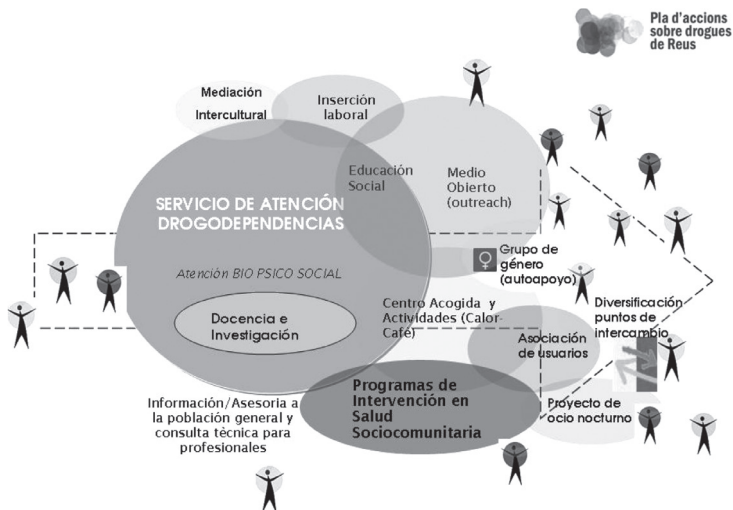 Pla d'accions
sobre drogues
de Reus
Mediación
Intercultural
Inserción
laboral
Educación
Social
Medio
Obierto
(outreach)
SERVICIO DE ATENCIÓN
DROGODEPENDENCIAS
Atención BIO PSICO SOCIAL
Grupo de
género
(autoapoyo)
Docencia e
Investigación
Centro Acogida y
Actividades (Calor-
Café)
Diversificación
puntos de
intercambio
Asociación
de usuarios
Información/Asesoria a
la población general y
consulta tècnica para
profesionales
Programas de
Intervención en
Salud
Sociocomunitaria
Proyecto de
ocio nocturno